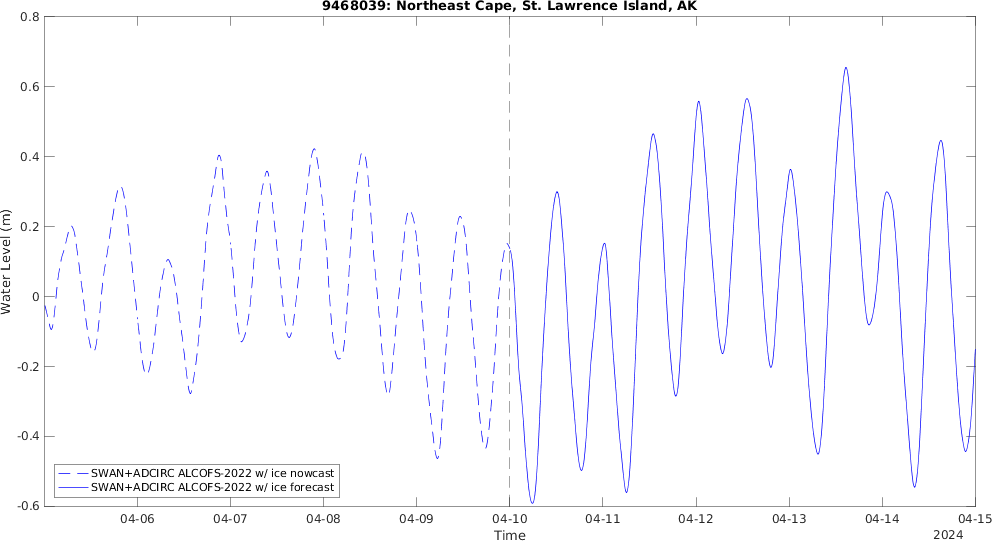 9468039: Northeast Cape, St. Lawrence Island, AK
0.8
0.6
0.4
0.2
0
-0.2
-0.4
-0.6
Water Level (m)
SWAN+ADCIRC ALCOFS-2022 w/ ice nowcast
SWAN+ADCIRC ALCOFS-2022 w/ ice forecast
04-06 04-07 04-08 04-09 04-10 04-11 04-12 04-13 04-14 04-15
Time
2024